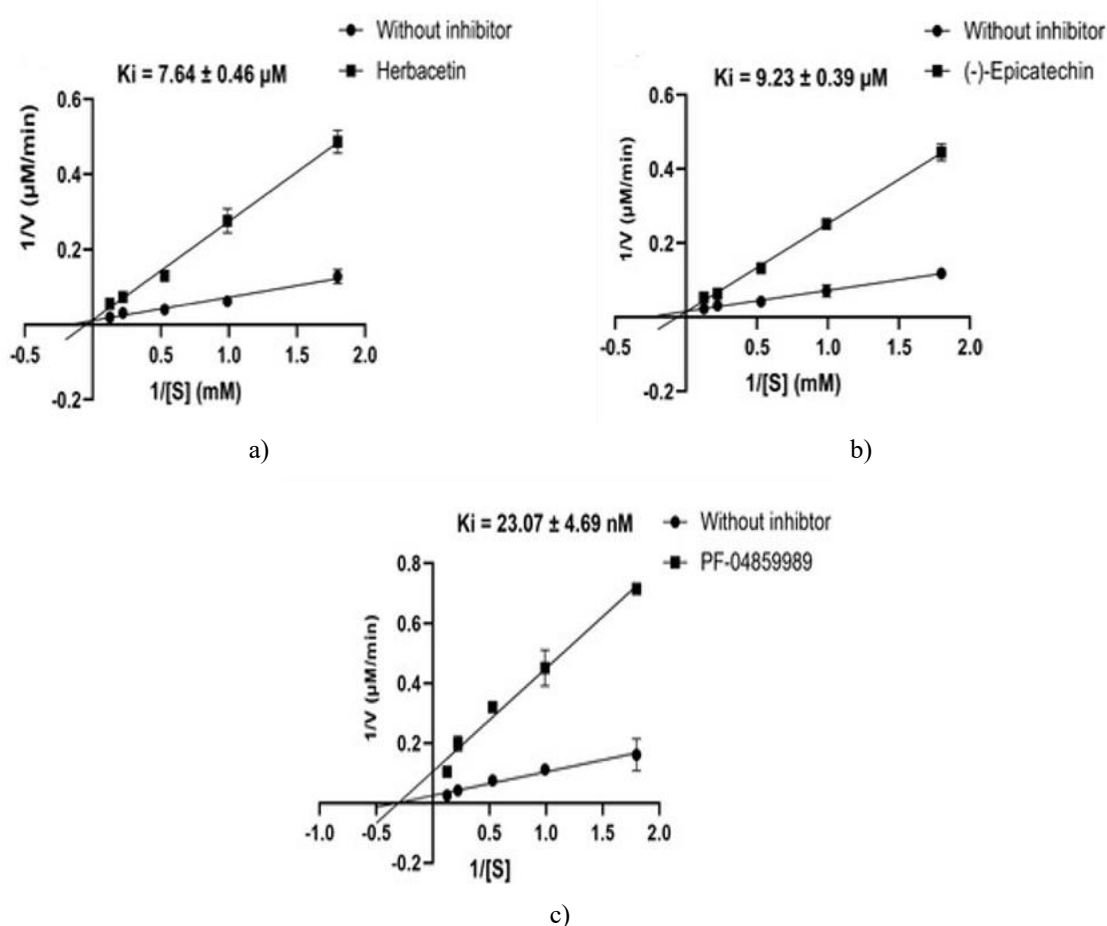 Without inhibitor
Herbacetin
Ki = 7.64 ± 0.46 µM
1/V (µM/min)
0.6
0.4
0.2
-0.2
-0.5
0.5
1.0
1.5
2.0
1/[S] (mM)
a)
Without inhibitor
(-)-Epicatechin
Ki = 9.23 ± 0.39 µM
1/V (µM/min)
0.6
0.4
0.2
-0.2
-0.5
0.5
1.0
1.5
2.0
1/[S] (mM)
b)
Without inhibtor
PF-04859989
Ki = 23.07 ± 4.69 nM
1/V (µM/min)
0.8
0.6
0.4
0.2
-0.2
-1.0
-0.5
0.5
1.0
1.5
2.0
1/[S]
c)